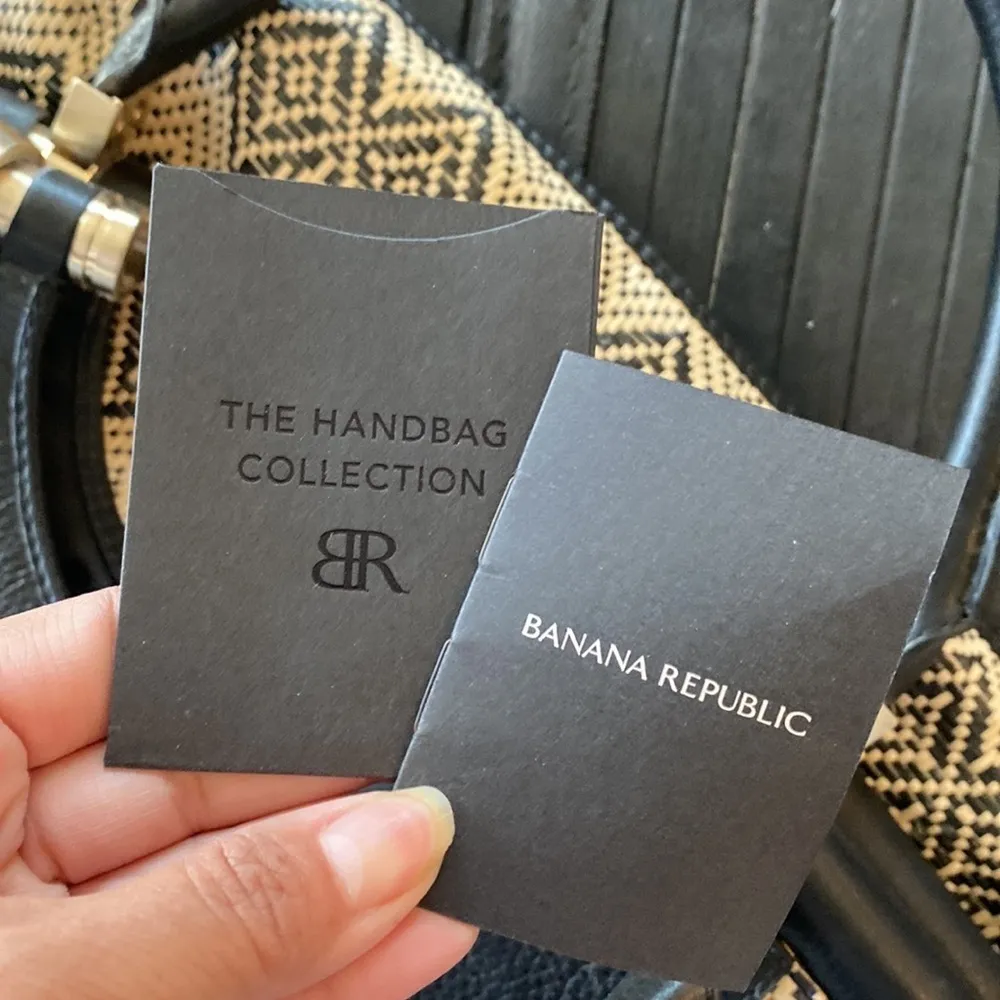 THE HANDBAG
COLLECTION
BR
BANANA REPUBLIC